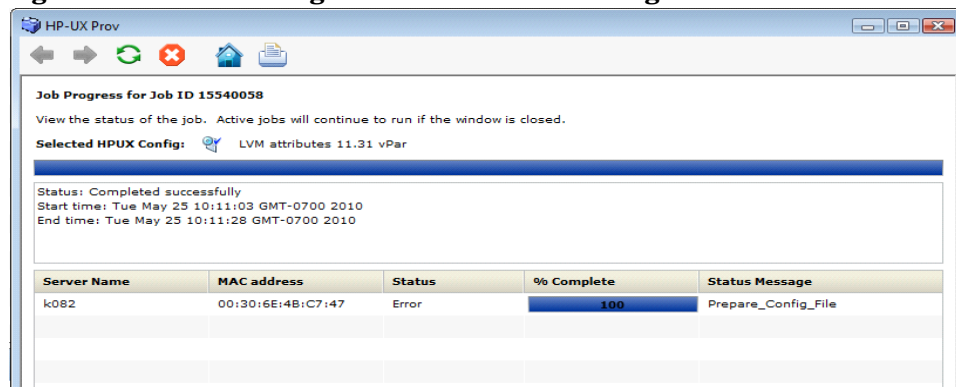 HP-UX Prov
Job Progress for Job ID 15540058
View the status of the job. Active jobs will continue to run if the window is closed.
Selected HPUX Config: LVM attributes 11.31 vPar
Status: Completed successfully
Start time: Tue May 25 10:11:03 GMT-0700 2010
End time: Tue May 25 10:11:28 GMT-0700 2010
Server Name MAC address Status % Complete Status Message
k082 00:30:6E:4B:C7:47 Error 100 Prepare_Config_File